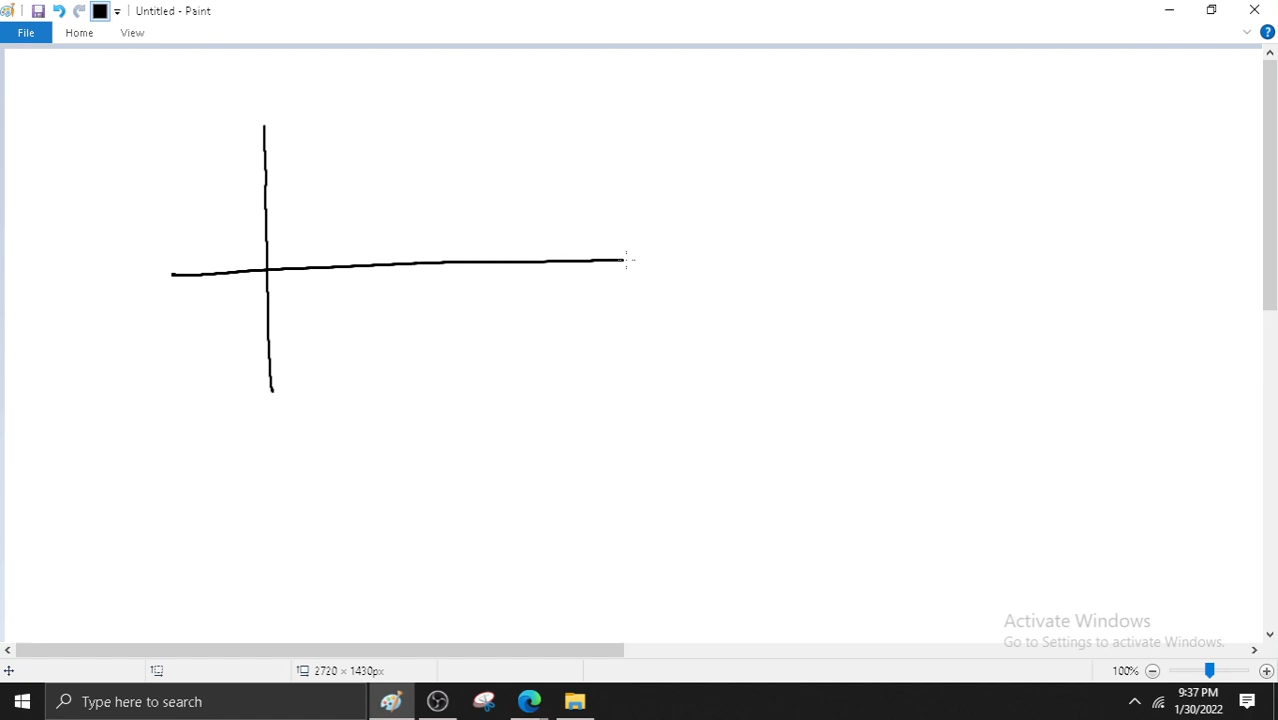 Untitled - Paint
File Home View
Activate Windows
Go to Settings to activate Windows.
2720 × 1430px
100%
Type here to search
9:37 PM
1/30/2022